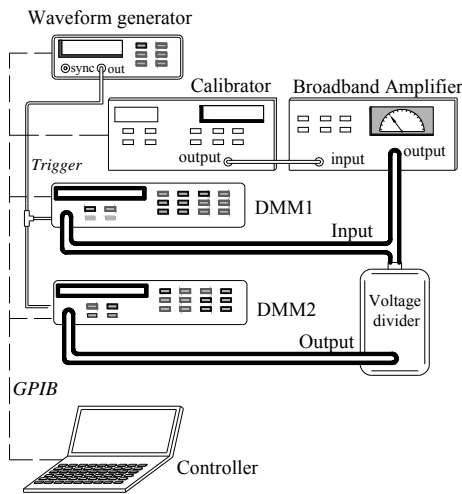 Waveform generator
sync out
Calibrator
Broadband Amplifier
output
input
output
Trigger
DMM1
Input
DMM2
Voltage
divider
Output
GPIB
Controller